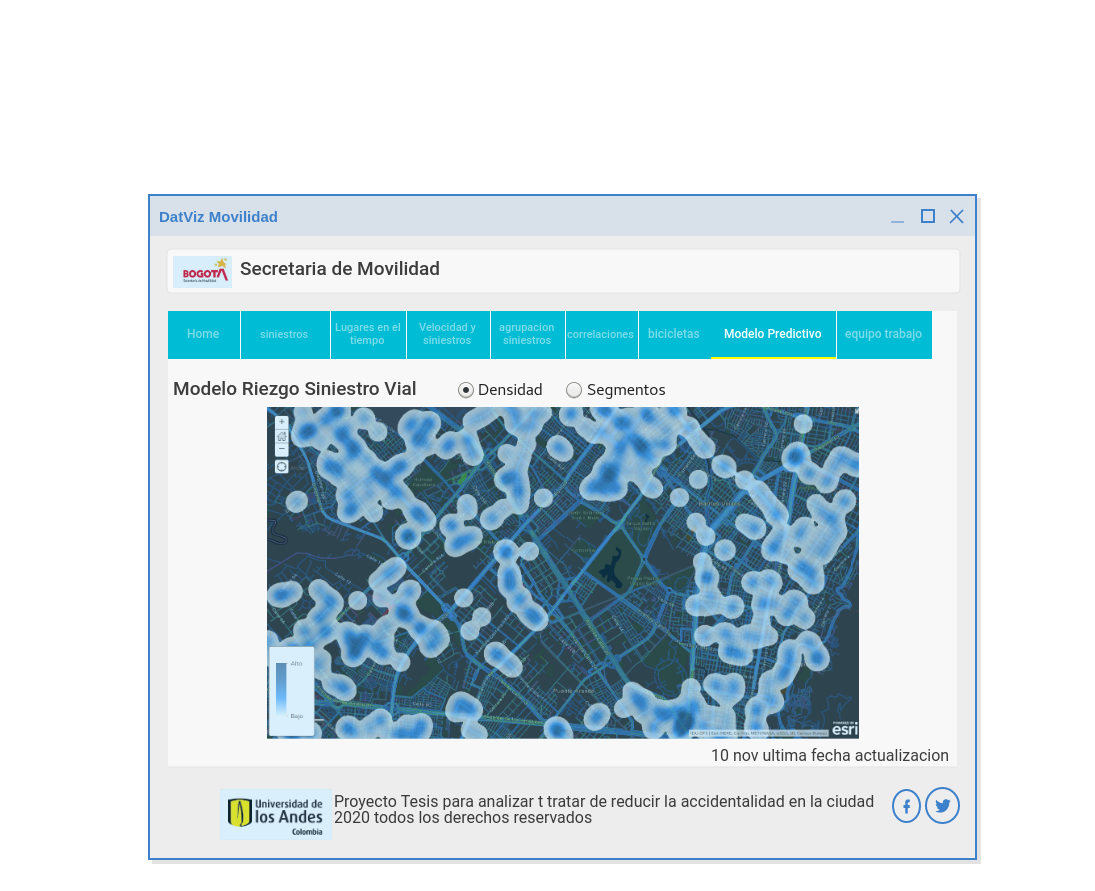 DatViz Movilidad
BOGOTA
Secretaria de Movilidad
Home
siniestros
Lugares en el
tiempo
Velocidad y
siniestros
agrupacion
siniestros
correlaciones
bicicletas
Modelo Predictivo
equipo trabajo
Modelo Riezgo Siniestro Vial
Densidad
Segmentos
+
−
Alto
Bajo
POWERED BY
esri
10 nov ultima fecha actualizacion
Universidad de
los Andes
Colombia
Proyecto Tesis para analizar t tratar de reducir la accidentalidad en la ciudad
2020 todos los derechos reservados